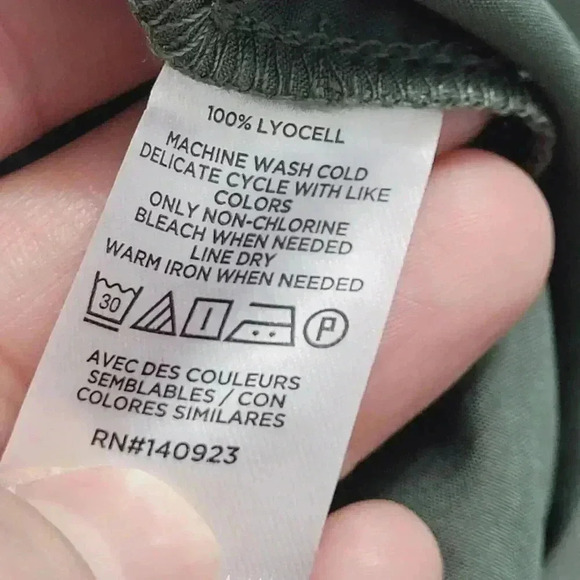 100% LYOCELL
MACHINE WASH COLD
DELICATE CYCLE WITH LIKE
COLORS
ONLY NON-CHLORINE
BLEACH WHEN NEEDED
LINE DRY
WARM IRON WHEN NEEDED
30 P
AVEC DES COULEURS
SEMBLABLES / CON
COLORES SIMILARES
RN#140923